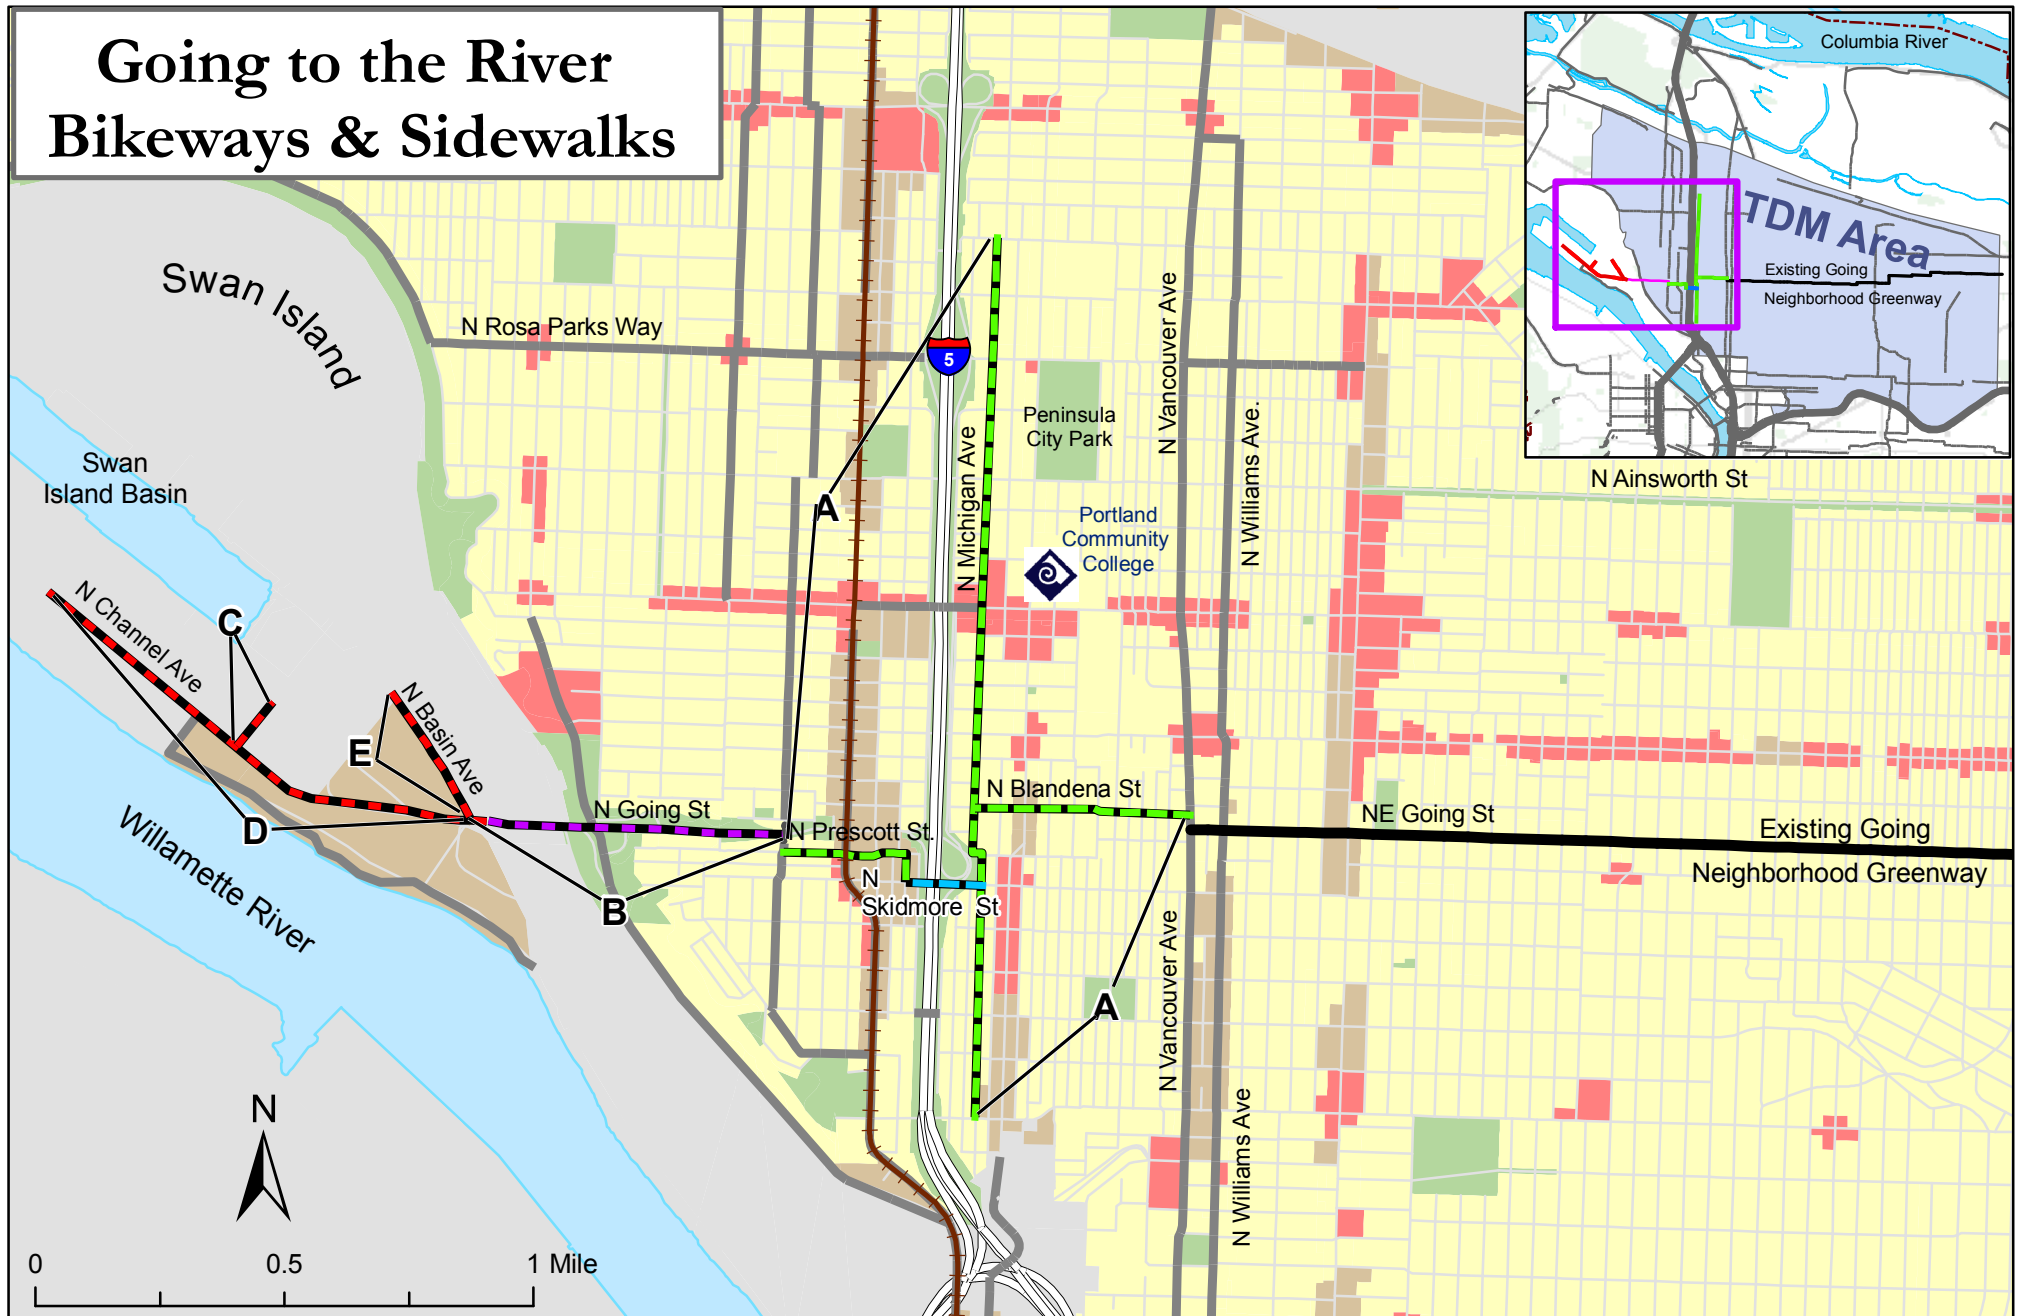 Going to the River
Bikeways & Sidewalks
Columbia River
TDM Area
Existing Going
Neighborhood Greenway
Swan Island
N Rosa Parks Way
5
Peninsula
City Park
N Vancouver Ave
N Williams Ave.
N Ainsworth St
Swan
Island Basin
A
N Michigan Ave
Portland
Community
College
N Channel Ave
C
N Basin Ave
E
N Going St
N Blandena St
NE Going St
Existing Going
Neighborhood Greenway
N Prescott St.
D
Willamette River
B
N
Skidmore St
A
N Vancouver Ave
N Williams Ave
N
0 0.5 1 Mile